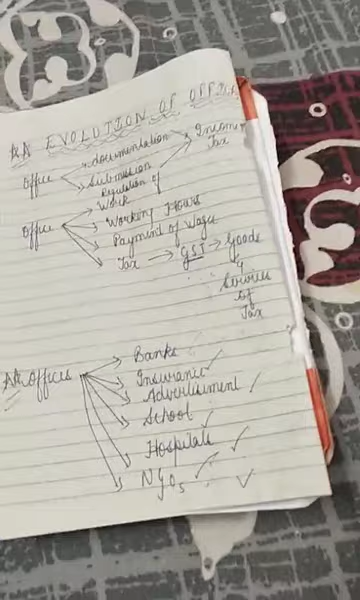 EVOLUTION OF OFFICE
Office → documentation → Income Tax
→ Submission
Office → Regulation of Work
→ Working Hours
→ Payment of Wages
→ Tax → GST → Goods
Services
of
Tax
Offices → Banks
→ Insurance ✓
→ Advertisement ✓
→ School ✓
→ Hospitals ✓
→ NGOs ✓ ✓